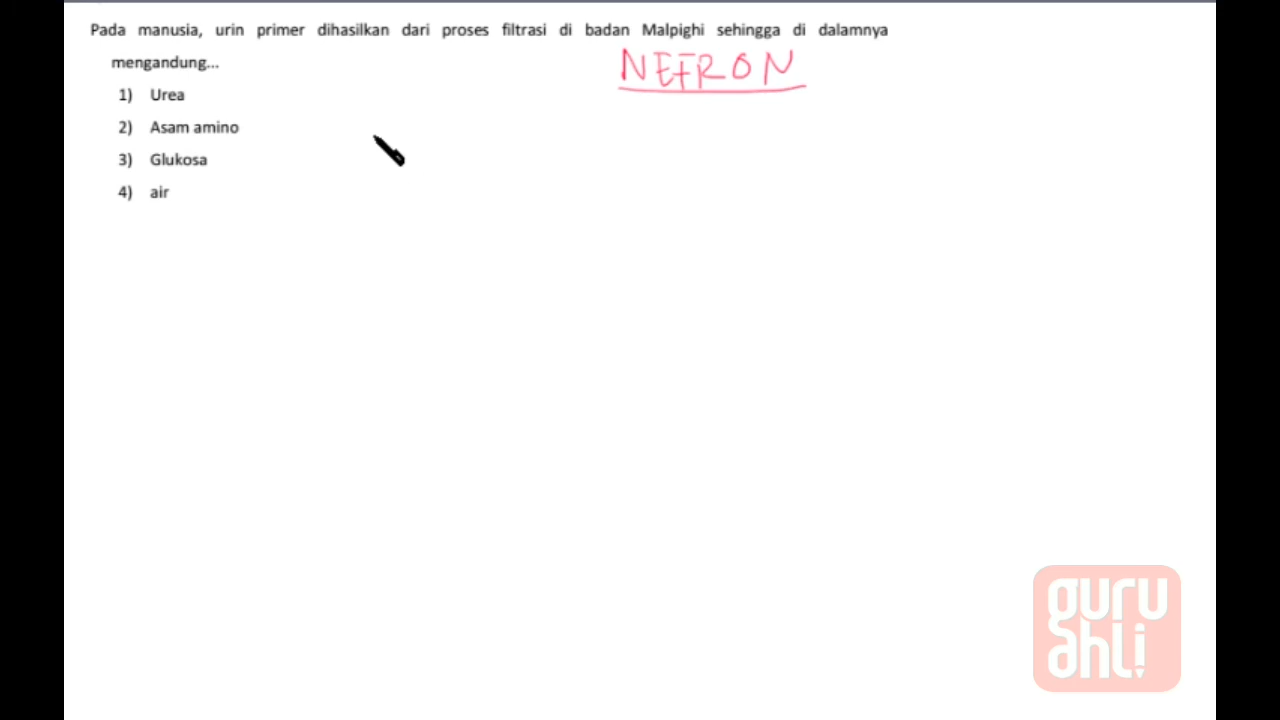 Pada manusia, urin primer dihasilkan dari proses filtrasi di badan Malpighi sehingga di dalamnya
mengandung...
NEFRON
1) Urea
2) Asam amino
3) Glukosa
4) air
guru
ahli